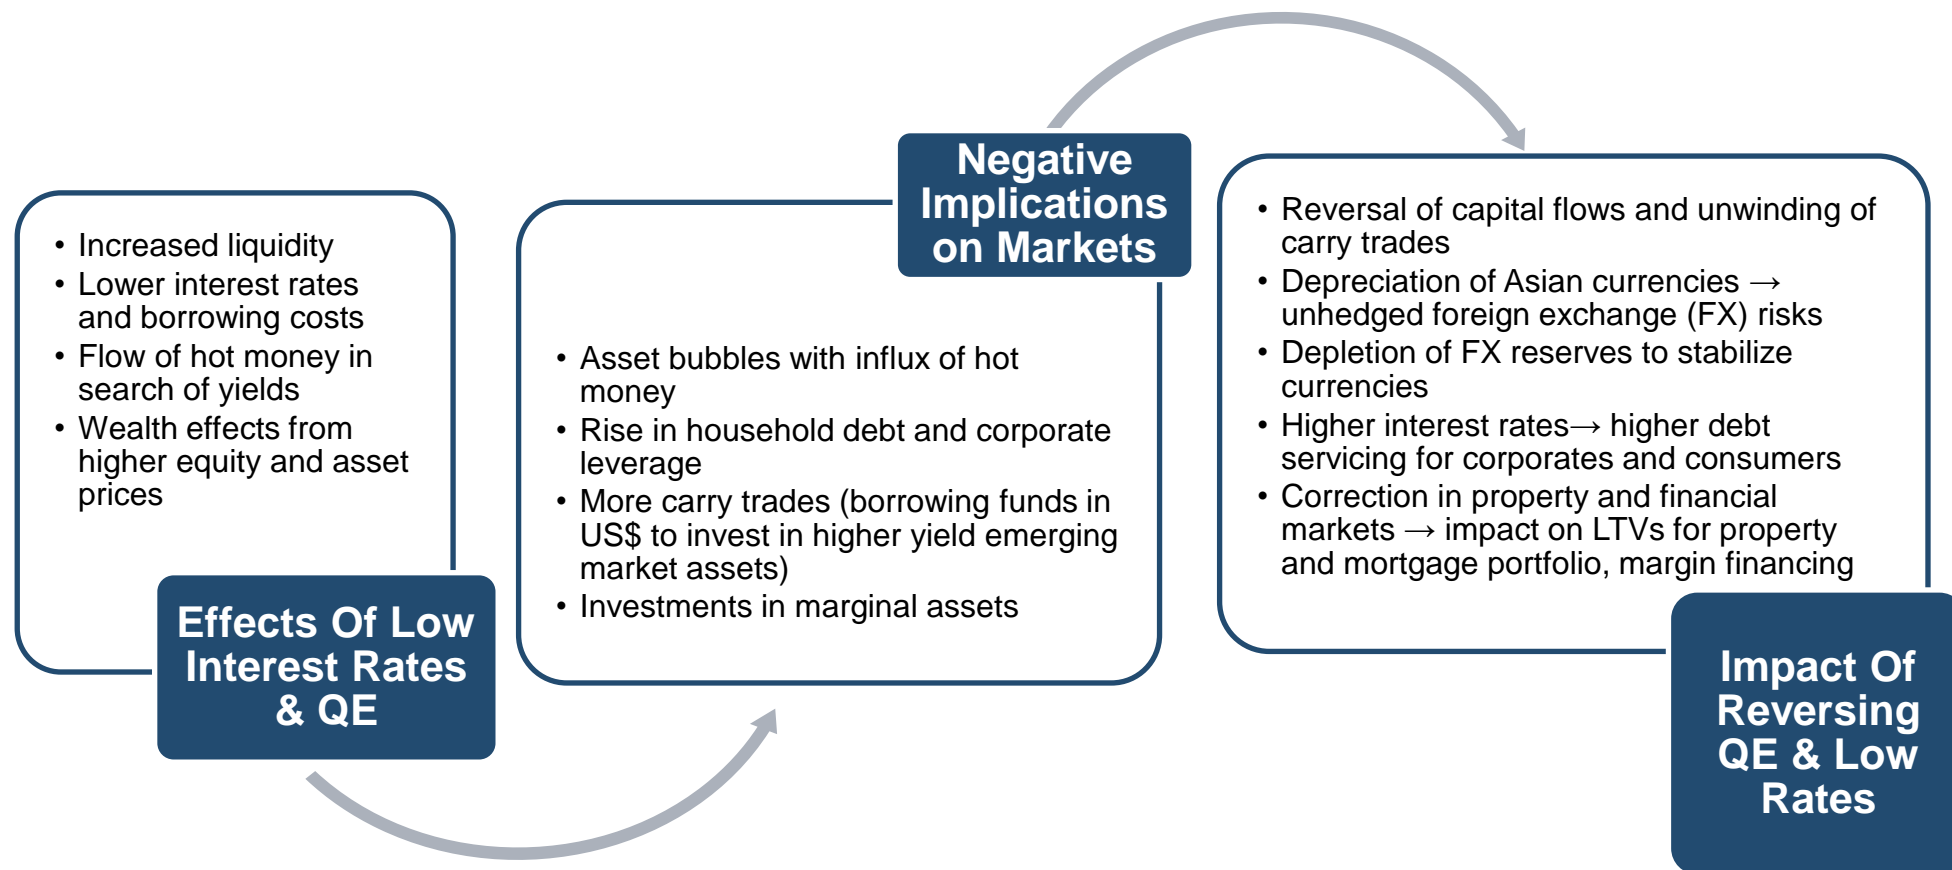 • Increased liquidity
• Lower interest rates
and borrowing costs
• Flow of hot money in
search of yields
• Wealth effects from
higher equity and asset
prices
Effects Of Low
Interest Rates
& QE
Negative
Implications
on Markets
• Asset bubbles with influx of hot
money
• Rise in household debt and corporate
leverage
• More carry trades (borrowing funds in
US$ to invest in higher yield emerging
market assets)
• Investments in marginal assets
• Reversal of capital flows and unwinding of
carry trades
• Depreciation of Asian currencies →
unhedged foreign exchange (FX) risks
• Depletion of FX reserves to stabilize
currencies
• Higher interest rates→ higher debt
servicing for corporates and consumers
• Correction in property and financial
markets → impact on LTVs for property
and mortgage portfolio, margin financing
Impact Of
Reversing
QE & Low
Rates